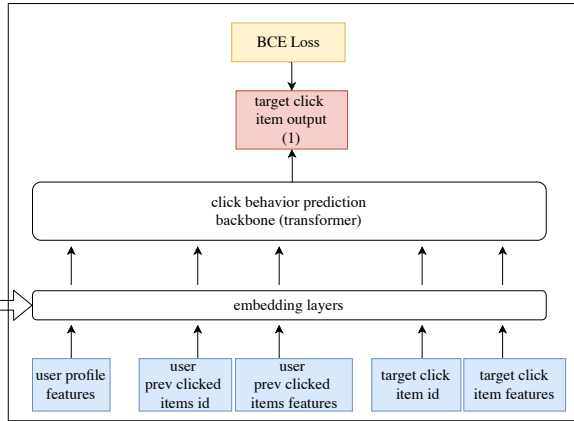 BCE Loss
target click
item output
(1)
click behavior prediction
backbone (transformer)
embedding layers
user profile
features
user
prev clicked
items id
user
prev clicked
items features
target click
item id
target click
item features